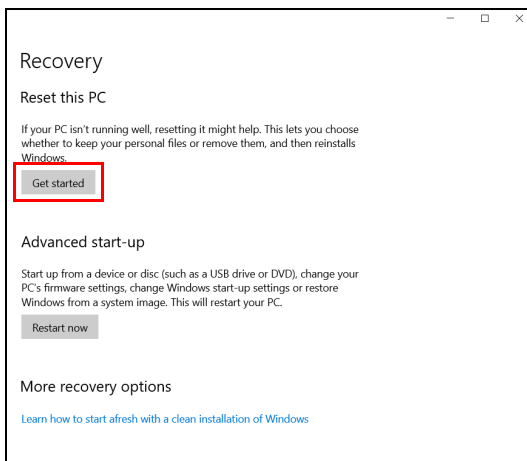 Recovery
Reset this PC
If your PC isn't running well, resetting it might help. This lets you choose
whether to keep your personal files or remove them, and then reinstalls
Windows.
Get started
Advanced start-up
Start up from a device or disc (such as a USB drive or DVD), change your
PC's firmware settings, change Windows start-up settings or restore
Windows from a system image. This will restart your PC.
Restart now
More recovery options
Learn how to start afresh with a clean installation of Windows